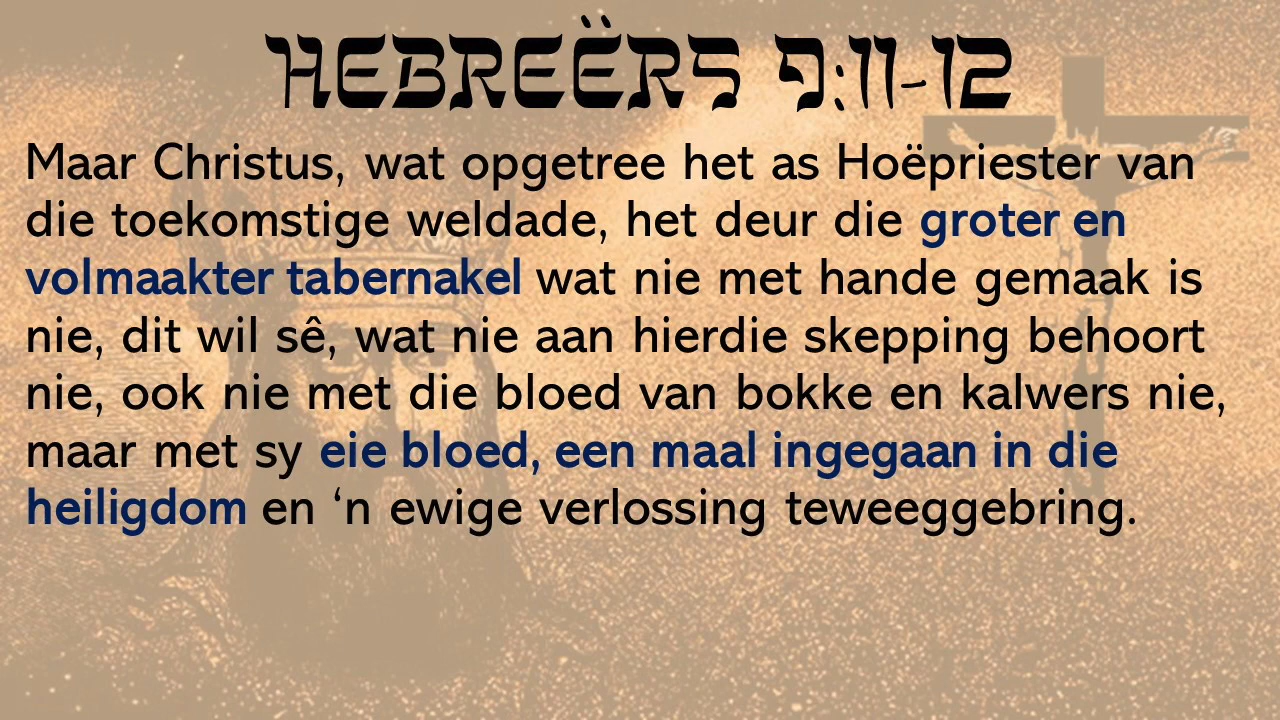 HEBREËRS 9:11-12
Maar Christus, wat opgetree het as Hoëpriester van
die toekomstige weldade, het deur die groter en
volmaakter tabernakel wat nie met hande gemaak is
nie, dit wil sê, wat nie aan hierdie skepping behoort
nie, ook nie met die bloed van bokke en kalwers nie,
maar met sy eie bloed, een maal ingegaan in die
heiligdom en ‘n ewige verlossing teweeggebring.